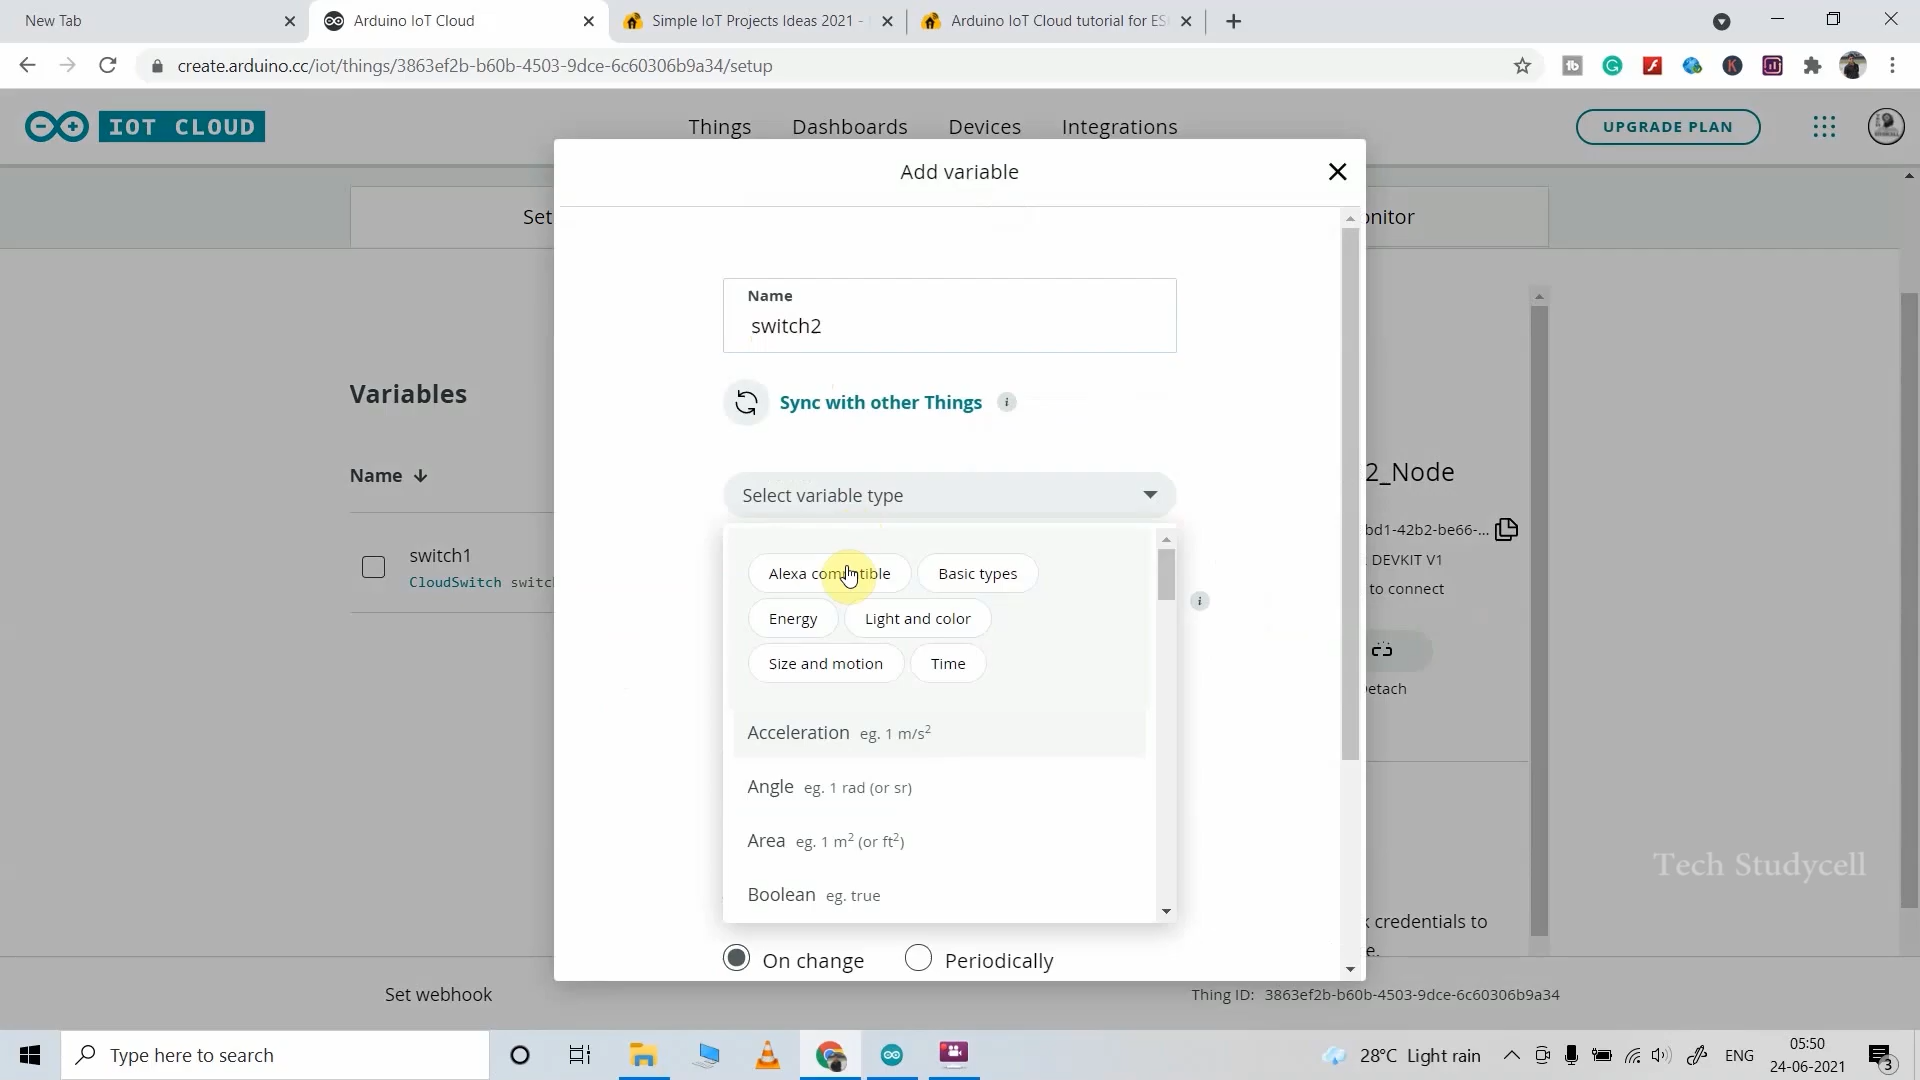 New Tab
Arduino IoT Cloud
Simple IoT Projects Ideas 2021 -
Arduino IoT Cloud tutorial for ES
create.arduino.cc/iot/things/3863ef2b-b60b-4503-9dce-6c60306b9a34/setup
IOT CLOUD
Things
Dashboards
Devices
Integrations
UPGRADE PLAN
Add variable
Set
onitor
Name
switch2
Variables
Sync with other Things
Name
2_Node
Select variable type
bd1-42b2-be66-...
switch1
CloudSwitch switch
DEVKIT V1
Alexa compatible
Basic types
to connect
Energy
Light and color
Size and motion
Time
Detach
Acceleration eg. 1 m/s²
Angle eg. 1 rad (or sr)
Area eg. 1 m² (or ft²)
Tech Studycell
Boolean eg. true
credentials to
e.
On change
Periodically
Set webhook
Thing ID: 3863ef2b-b60b-4503-9dce-6c60306b9a34
Type here to search
28°C Light rain
ENG
05:50
24-06-2021
3